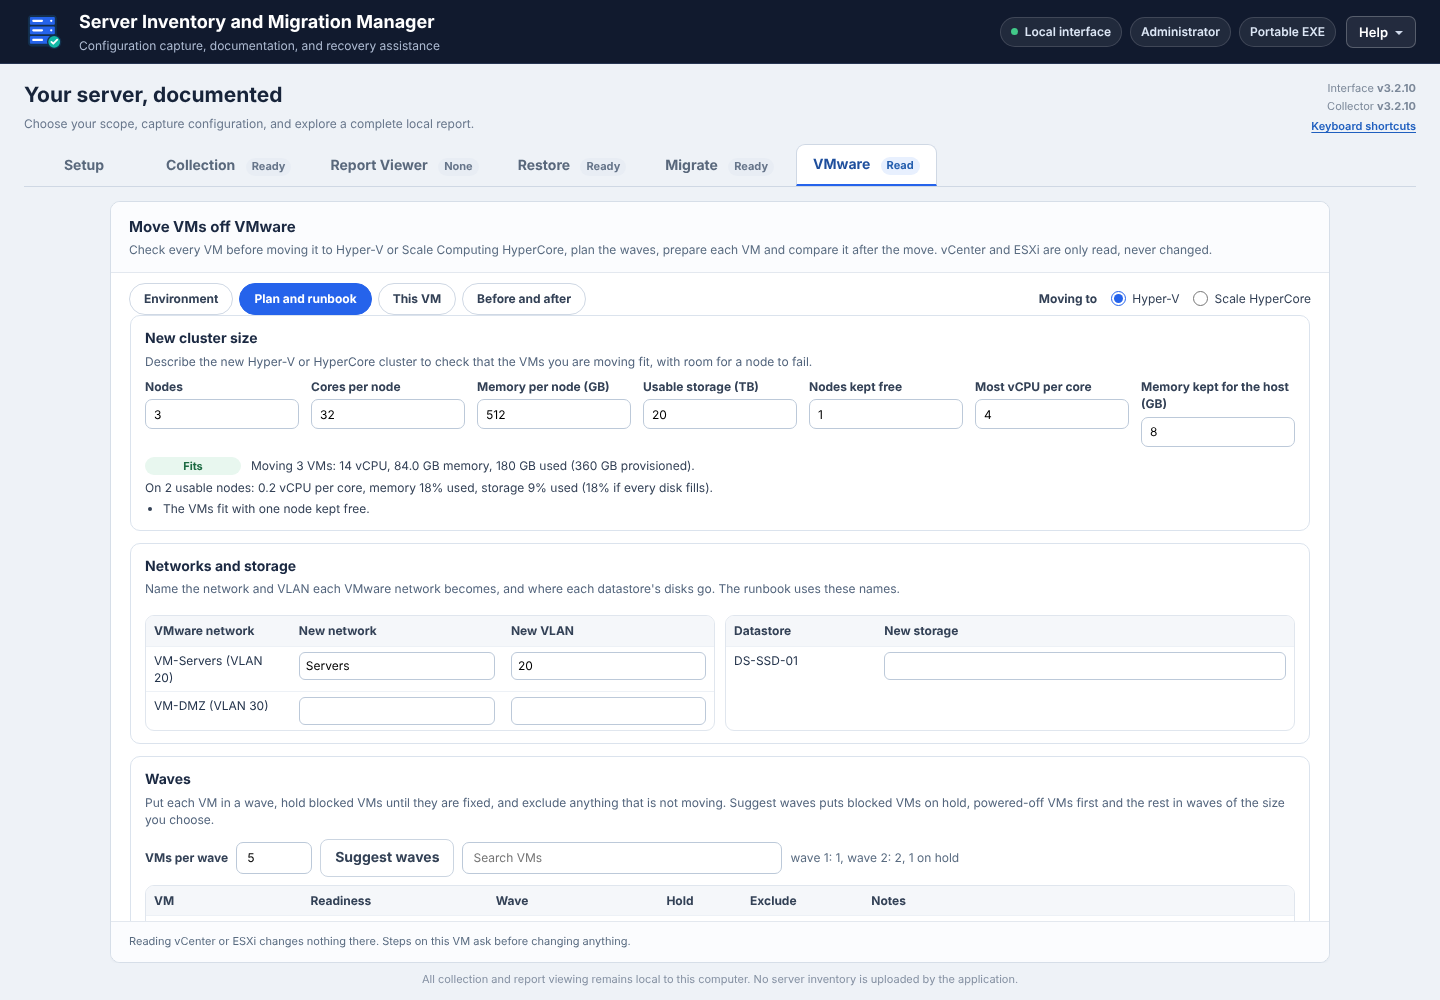 Server Inventory and Migration Manager
Configuration capture, documentation, and recovery assistance
Local interface
Administrator
Portable EXE
Help
Your server, documented
Choose your scope, capture configuration, and explore a complete local report.
Interface v3.2.10
Collector v3.2.10
Keyboard shortcuts
Setup
Collection Ready
Report Viewer None
Restore Ready
Migrate Ready
VMware Read
Move VMs off VMware
Check every VM before moving it to Hyper-V or Scale Computing HyperCore, plan the waves, prepare each VM and compare it after the move. vCenter and ESXi are only read, never changed.
Environment
Plan and runbook
This VM
Before and after
Moving to Hyper-V Scale HyperCore
New cluster size
Describe the new Hyper-V or HyperCore cluster to check that the VMs you are moving fit, with room for a node to fail.
Nodes
3
Cores per node
32
Memory per node (GB)
512
Usable storage (TB)
20
Nodes kept free
1
Most vCPU per core
4
Memory kept for the host
(GB)
8
Fits Moving 3 VMs: 14 vCPU, 84.0 GB memory, 180 GB used (360 GB provisioned).
On 2 usable nodes: 0.2 vCPU per core, memory 18% used, storage 9% used (18% if every disk fills).
• The VMs fit with one node kept free.
Networks and storage
Name the network and VLAN each VMware network becomes, and where each datastore's disks go. The runbook uses these names.
VMware network New network New VLAN
VM-Servers (VLAN
20)
Servers
20
VM-DMZ (VLAN 30)
Datastore New storage
DS-SSD-01
Waves
Put each VM in a wave, hold blocked VMs until they are fixed, and exclude anything that is not moving. Suggest waves puts blocked VMs on hold, powered-off VMs first and the rest in waves of the size
you choose.
VMs per wave 5 Suggest waves Search VMs wave 1: 1, wave 2: 2, 1 on hold
VM Readiness Wave Hold Exclude Notes
Reading vCenter or ESXi changes nothing there. Steps on this VM ask before changing anything.
All collection and report viewing remains local to this computer. No server inventory is uploaded by the application.